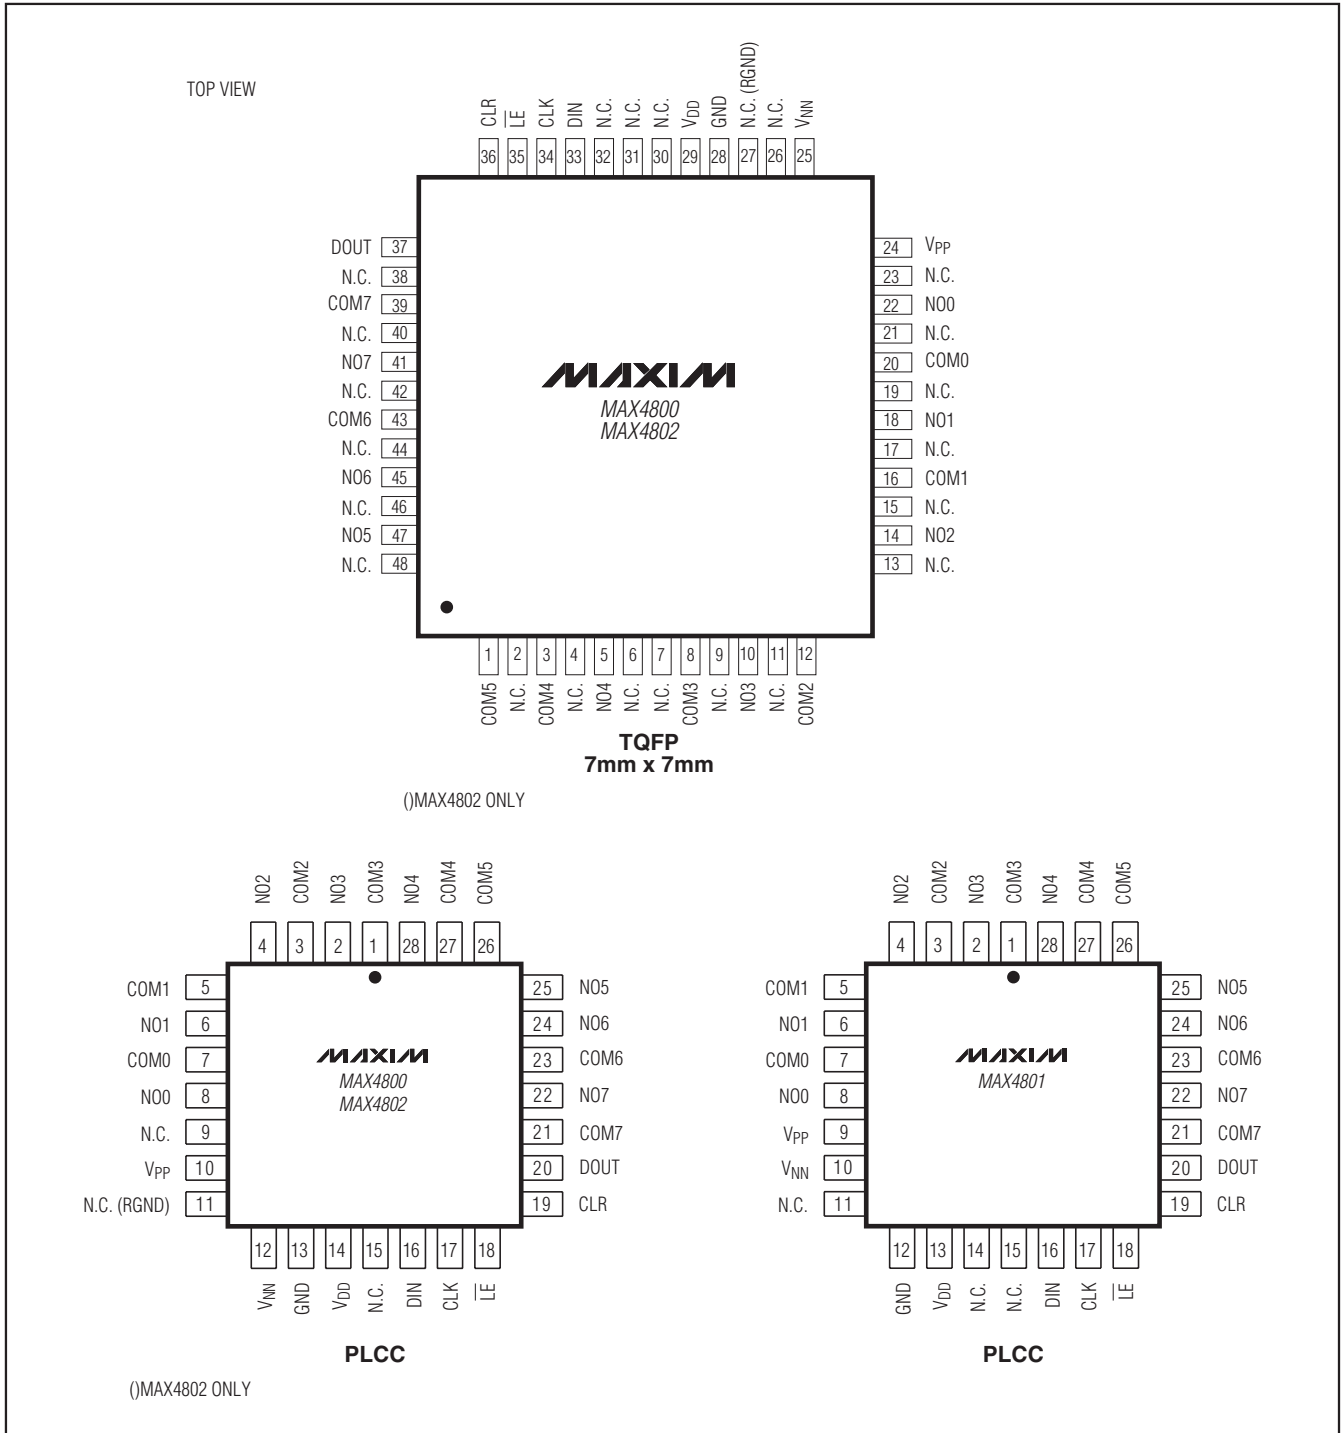 TOP VIEW
CLR LE CLK DIN N.C. N.C. N.C. VDD GND N.C. (RGND) N.C. VNN
36 35 34 33 32 31 30 29 28 27 26 25
DOUT 37 24 VPP
N.C. 38 23 N.C.
COM7 39 22 NO0
N.C. 40 21 N.C.
NO7 41 20 COM0
N.C. 42 19 N.C.
COM6 43 18 NO1
N.C. 44 17 N.C.
NO6 45 16 COM1
N.C. 46 15 N.C.
NO5 47 14 NO2
N.C. 48 13 N.C.
MAXIM
MAX4800
MAX4802
1 2 3 4 5 6 7 8 9 10 11 12
COM5 N.C. COM4 N.C. NO4 N.C. N.C. COM3 N.C. NO3 N.C. COM2
TQFP
7mm x 7mm
()MAX4802 ONLY
NO2 COM2 NO3 COM3 NO4 COM4 COM5
4 3 2 1 28 27 26
COM1 5 25 NO5
NO1 6 24 NO6
COM0 7 23 COM6
NO0 8 22 NO7
N.C. 9 21 COM7
VPP 10 20 DOUT
N.C. (RGND) 11 19 CLR
MAXIM
MAX4800
MAX4802
12 13 14 15 16 17 18
VNN GND VDD N.C. DIN CLK LE
PLCC
()MAX4802 ONLY
NO2 COM2 NO3 COM3 NO4 COM4 COM5
4 3 2 1 28 27 26
COM1 5 25 NO5
NO1 6 24 NO6
COM0 7 23 COM6
NO0 8 22 NO7
VPP 9 21 COM7
VNN 10 20 DOUT
N.C. 11 19 CLR
MAXIM
MAX4801
12 13 14 15 16 17 18
GND VDD N.C. N.C. DIN CLK LE
PLCC